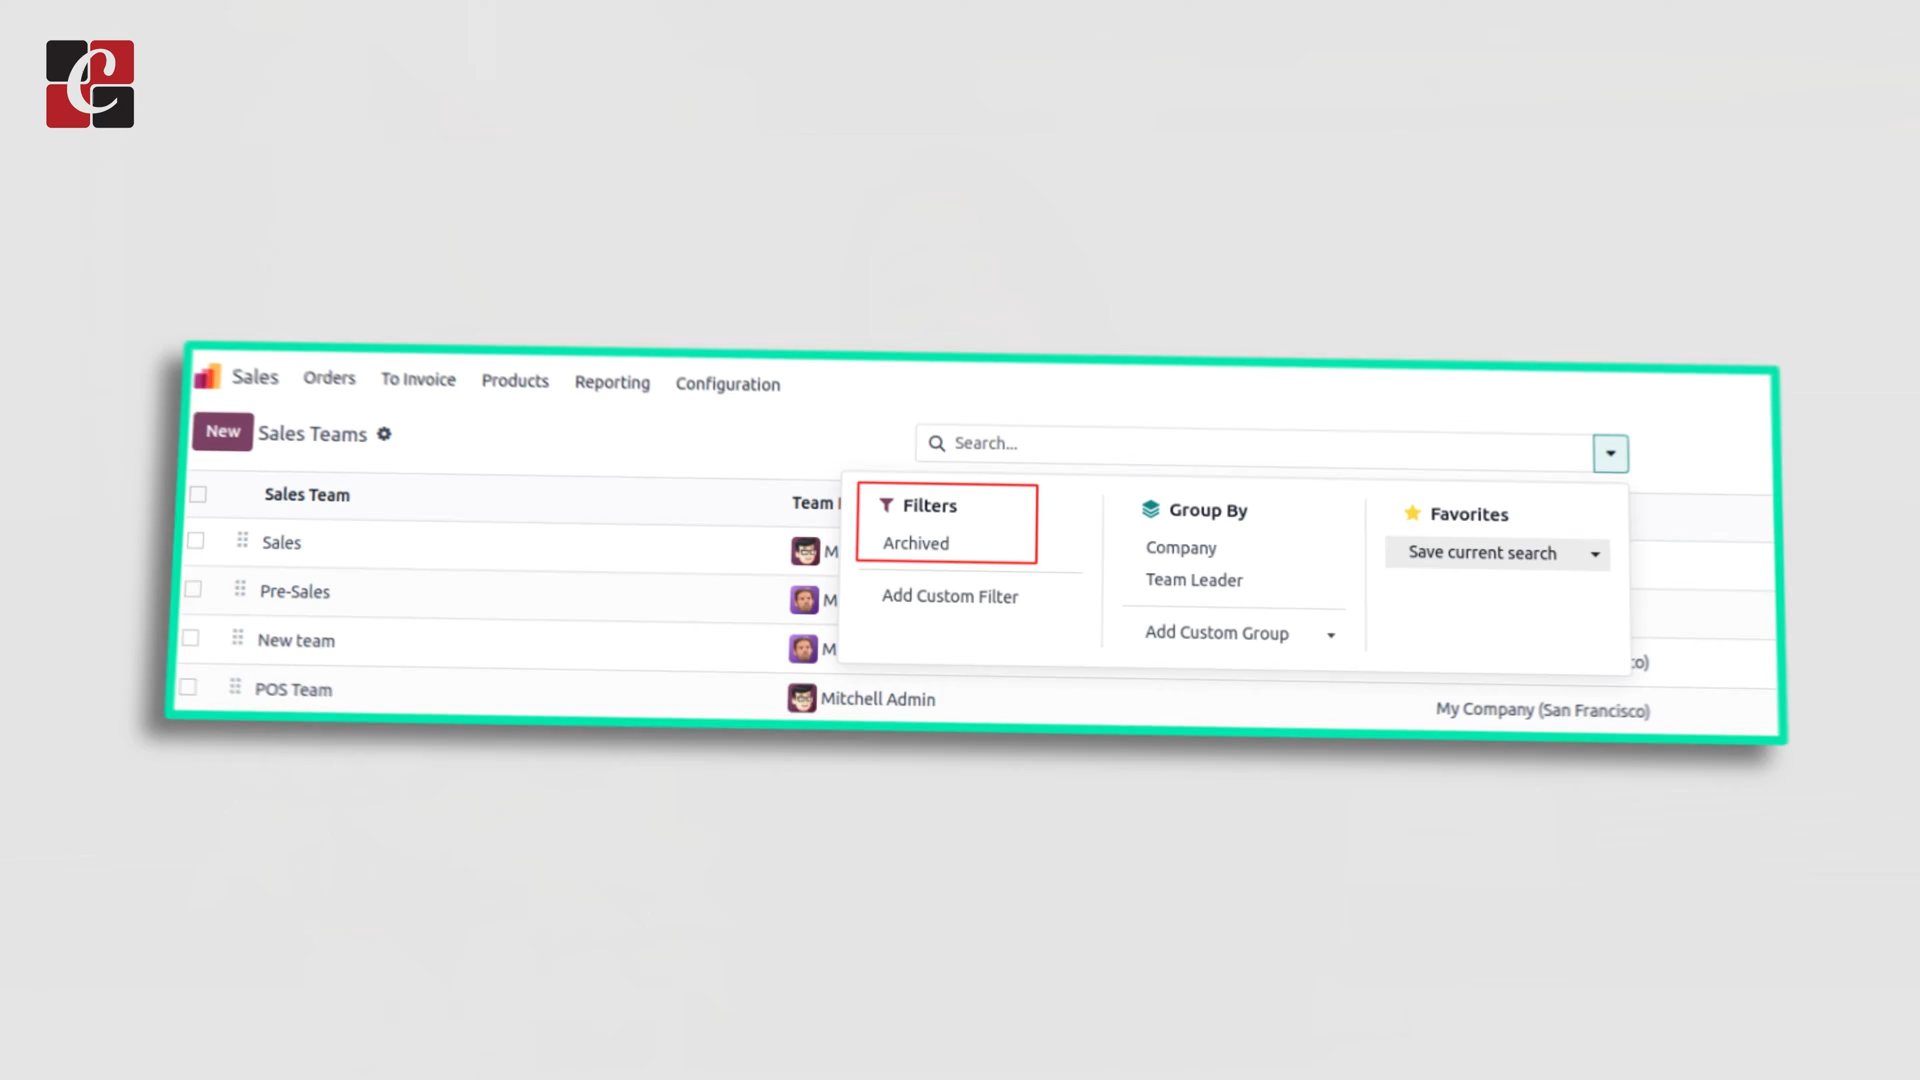 C
Sales Orders To Invoice Products Reporting Configuration
New Sales Teams
Search...
Sales Team Team
Filters Group By Favorites
Archived Company Save current search
Team Leader
Add Custom Filter Add Custom Group
Sales M
Pre-Sales M
New team M co)
POS Team Mitchell Admin My Company (San Francisco)